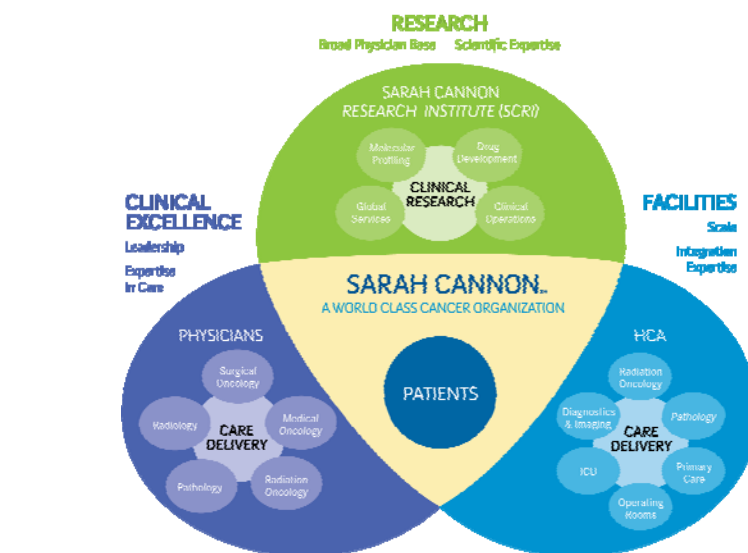 RESEARCH
Broad Physician Base Scientific Expertise
SARAH CANNON
RESEARCH INSTITUTE (SCRI)
Molecular
Profiling
Drug
Development
CLINICAL
RESEARCH
Global
Services
Clinical
Operations
CLINICAL
EXCELLENCE
Leadership
Expertise
In Care
FACILITIES
Scale
Integration
Expertise
SARAH CANNON
A WORLD CLASS CANCER ORGANIZATION
PATIENTS
PHYSICIANS
Surgical
Oncology
Radiology
Medical
Oncology
CARE
DELIVERY
Pathology
Radiation
Oncology
HCA
Radiation
Oncology
Diagnostics
& Imaging
Pathology
CARE
DELIVERY
ICU
Primary
Care
Operating
Rooms